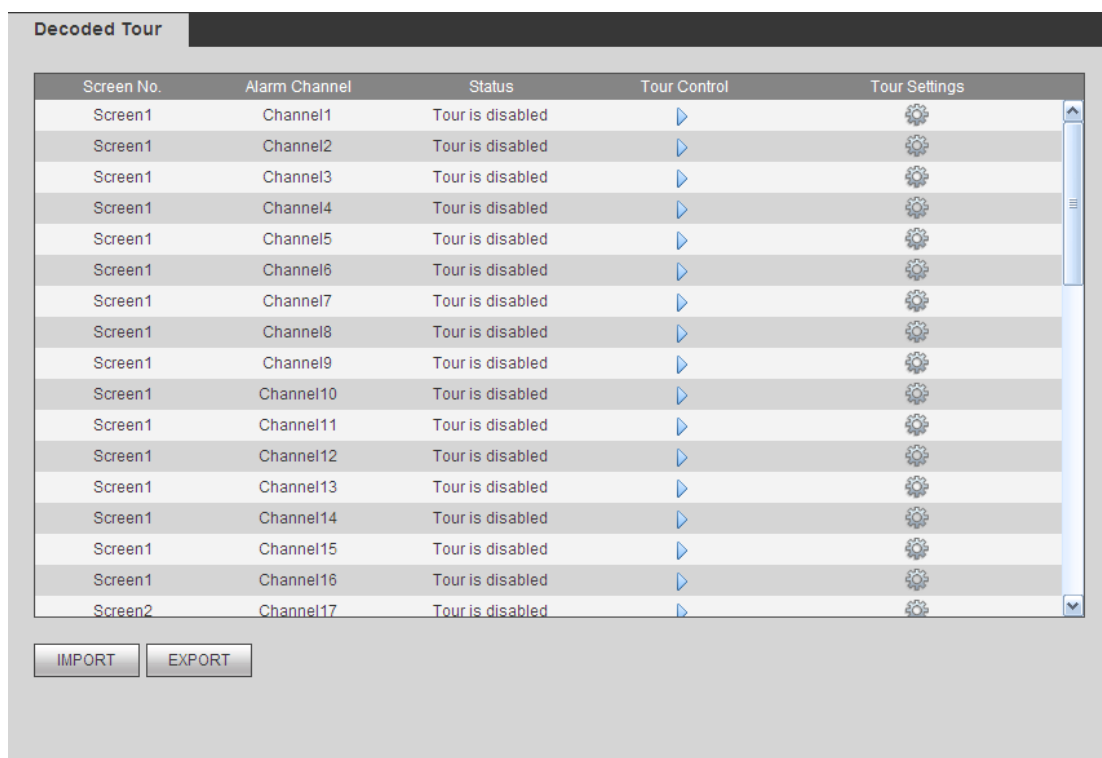 Decoded Tour
Screen No. Alarm Channel Status Tour Control Tour Settings
Screen1 Channel1 Tour is disabled
Screen1 Channel2 Tour is disabled
Screen1 Channel3 Tour is disabled
Screen1 Channel4 Tour is disabled
Screen1 Channel5 Tour is disabled
Screen1 Channel6 Tour is disabled
Screen1 Channel7 Tour is disabled
Screen1 Channel8 Tour is disabled
Screen1 Channel9 Tour is disabled
Screen1 Channel10 Tour is disabled
Screen1 Channel11 Tour is disabled
Screen1 Channel12 Tour is disabled
Screen1 Channel13 Tour is disabled
Screen1 Channel14 Tour is disabled
Screen1 Channel15 Tour is disabled
Screen1 Channel16 Tour is disabled
Screen2 Channel17 Tour is disabled
IMPORT EXPORT